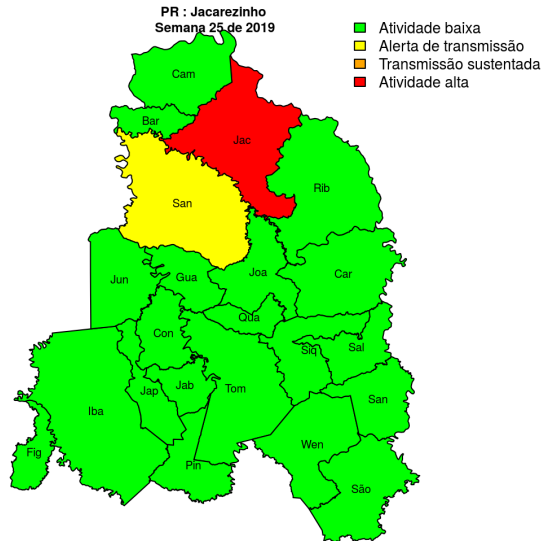 PR : Jacarezinho
Semana 25 de 2019
Atividade baixa
Alerta de transmissão
Transmissão sustentada
Atividade alta
Cam
Bar
Jac
Rib
San
Jun
Gua
Joa
Car
Qua
Con
Siq
Sal
Jap
Jab
Tom
San
Iba
Wen
Fig
Pin
São